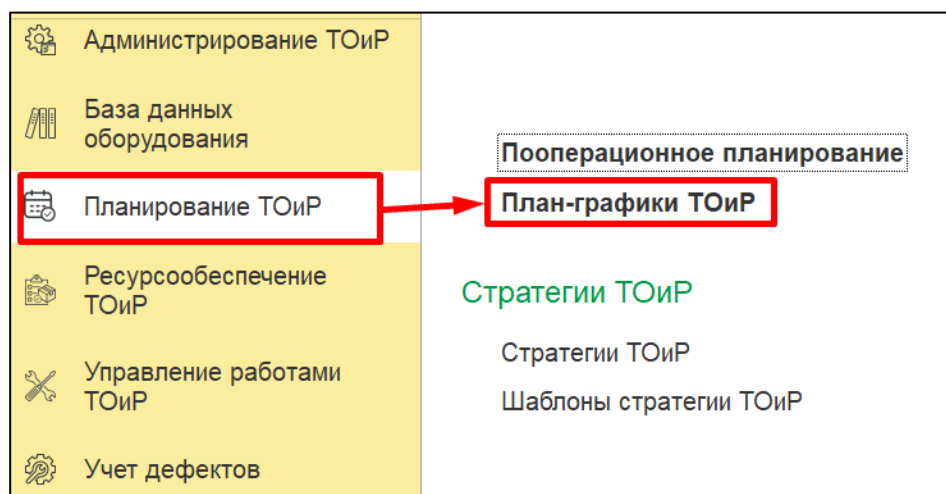 Администрирование ТОиР
База данных
оборудования
Планирование ТОиР
Ресурсообеспечение
ТОиР
Управление работами
ТОиР
Учет дефектов
Пооперационное планирование
План-графики ТОиР
Стратегии ТОиР
Стратегии ТОиР
Шаблоны стратегии ТОиР